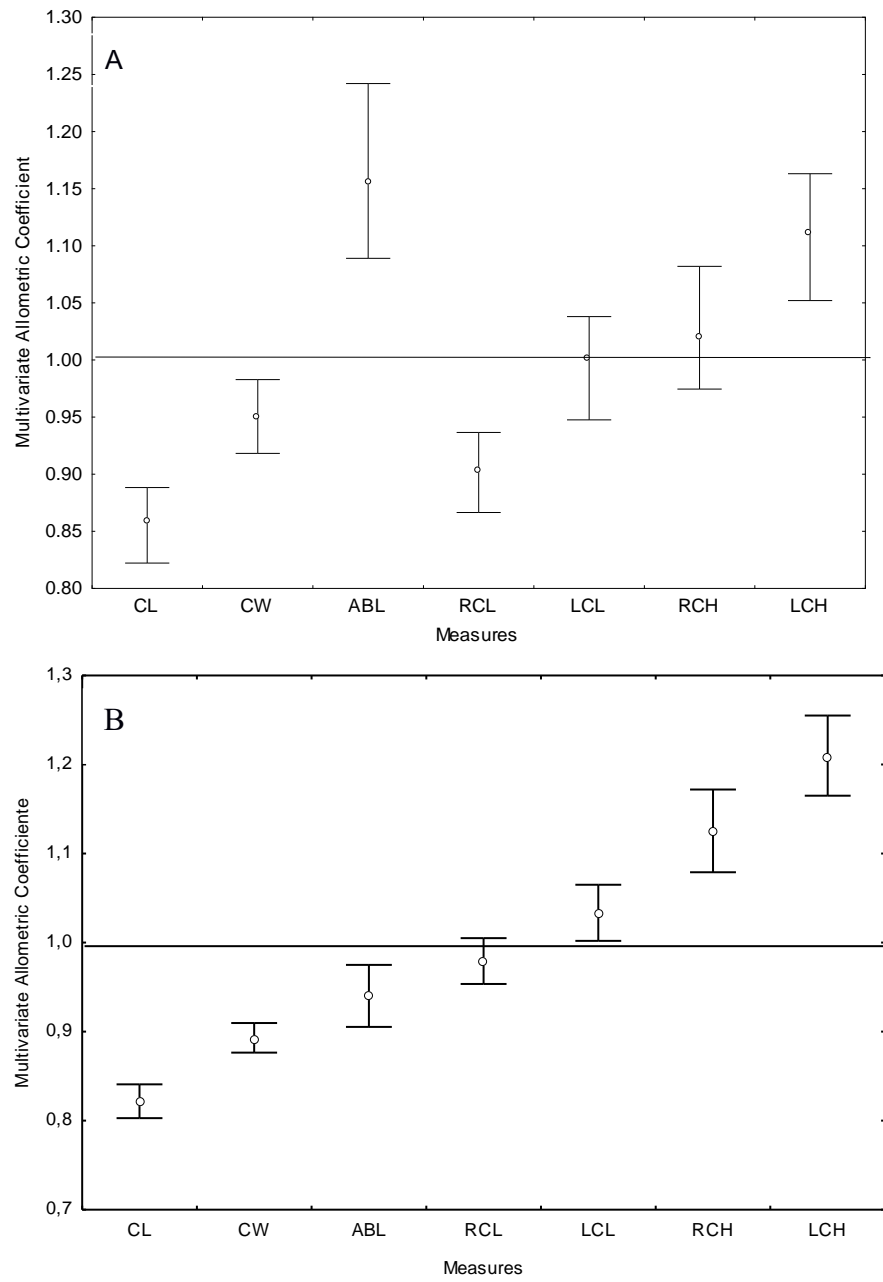 A
Multivariate Allometric Coefficient
1.30
1.25
1.20
1.15
1.10
1.05
1.00
0.95
0.90
0.85
0.80
CL CW ABL RCL LCL RCH LCH
Measures
B
Multivariate Allometric Coefficiente
1,3
1,2
1,1
1,0
0,9
0,8
0,7
CL CW ABL RCL LCL RCH LCH
Measures